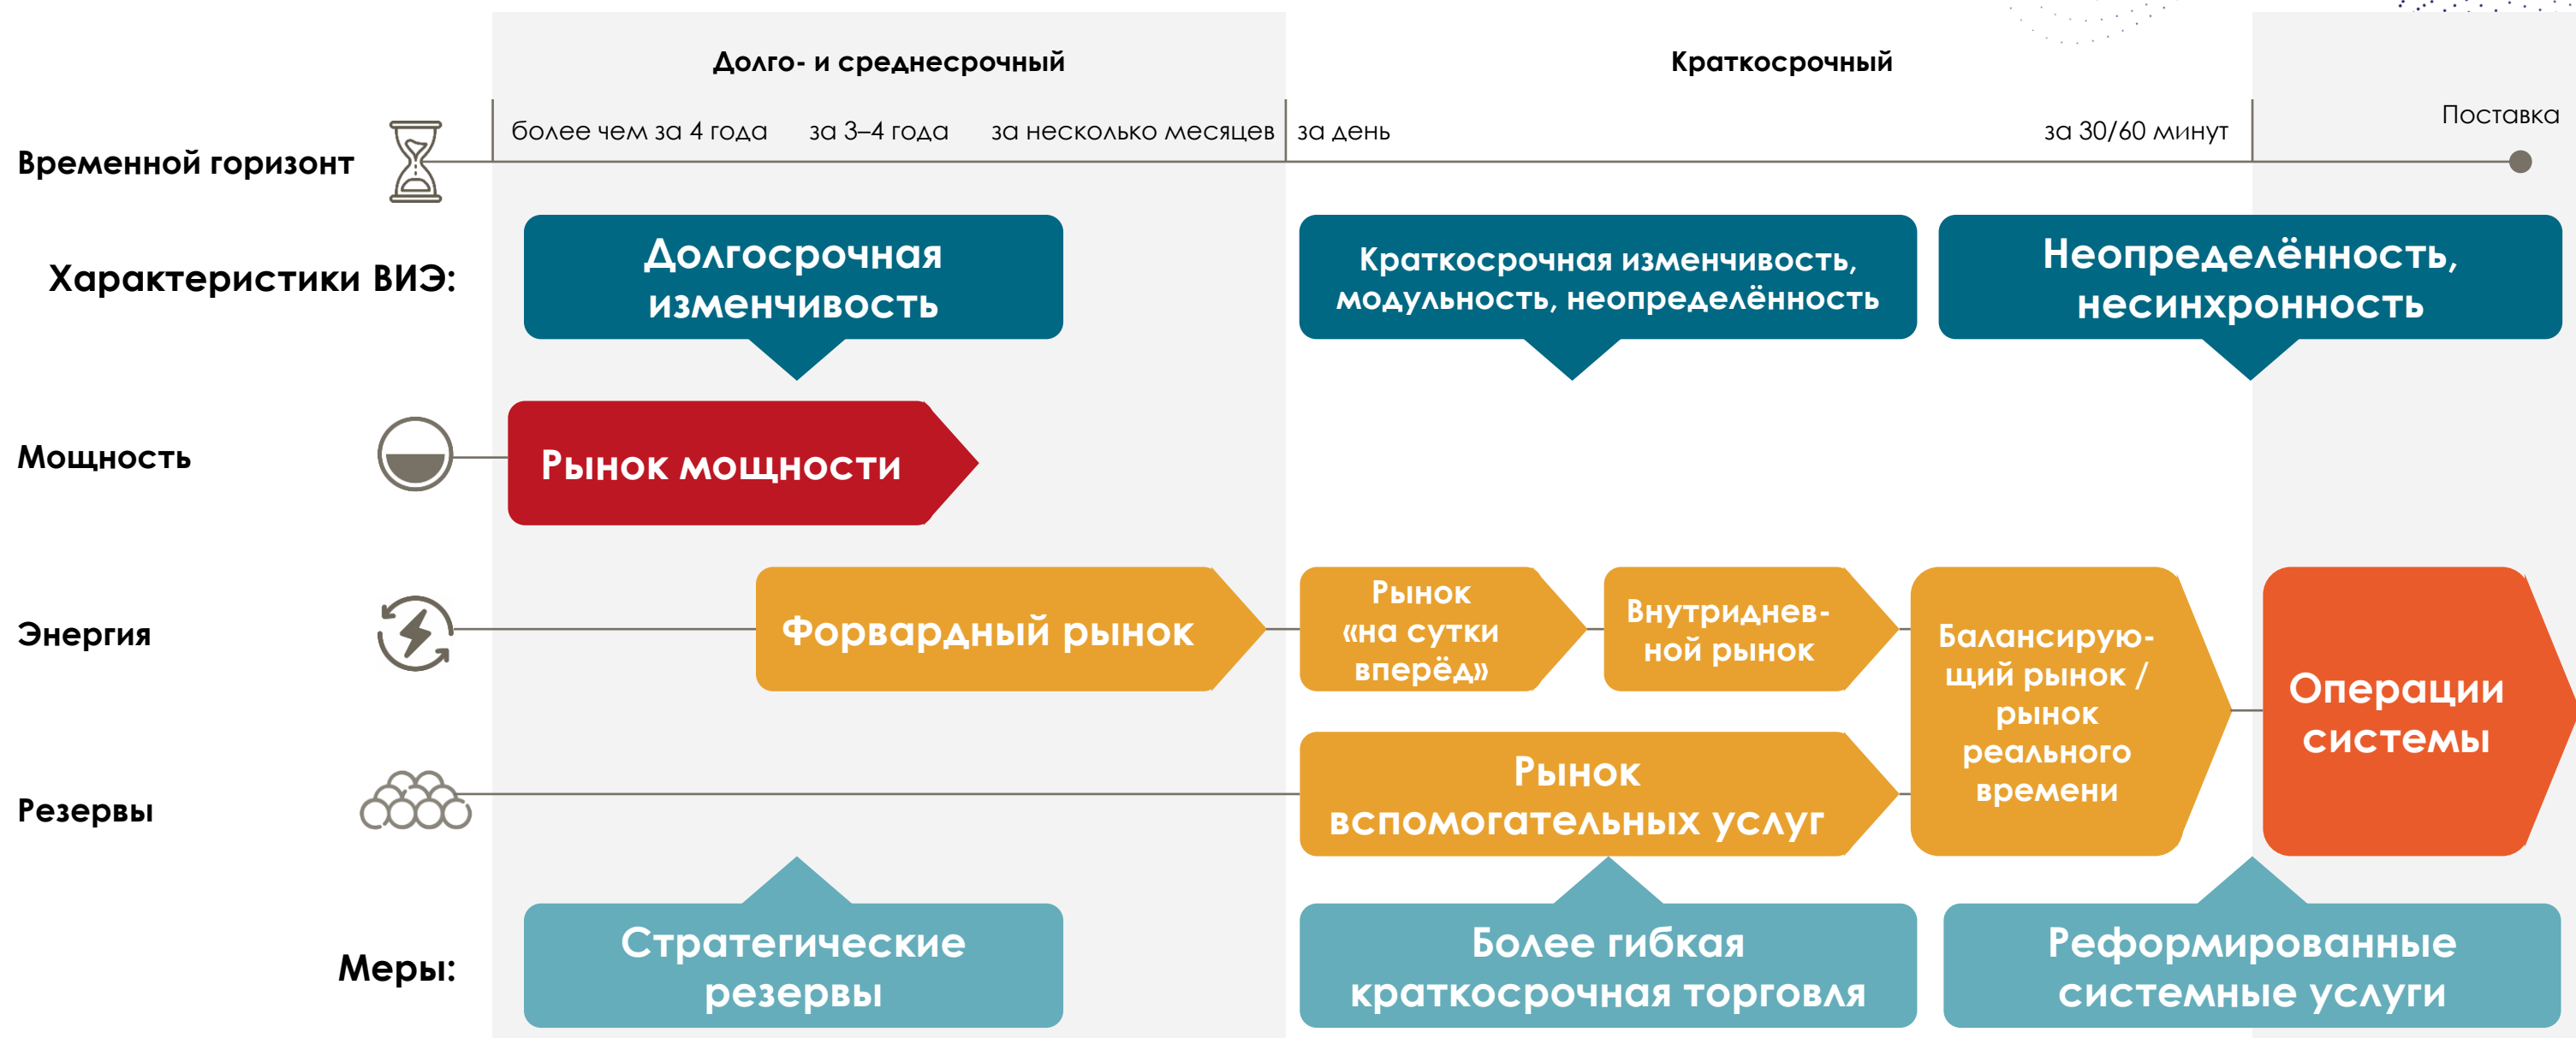 Долго- и среднесрочный
Краткосрочный
Временной горизонт
более чем за 4 года
за 3–4 года
за несколько месяцев
за день
за 30/60 минут
Поставка
Характеристики ВИЭ:
Долгосрочная
изменчивость
Краткосрочная изменчивость,
модульность, неопределённость
Неопределённость,
несинхронность
Мощность
Рынок мощности
Энергия
Форвардный рынок
Рынок
«на сутки
вперёд»
Внутриднев-
ной рынок
Балансирую-
щий рынок /
рынок
реального
времени
Операции
системы
Резервы
Рынок
вспомогательных услуг
Меры:
Стратегические
резервы
Более гибкая
краткосрочная торговля
Реформированные
системные услуги